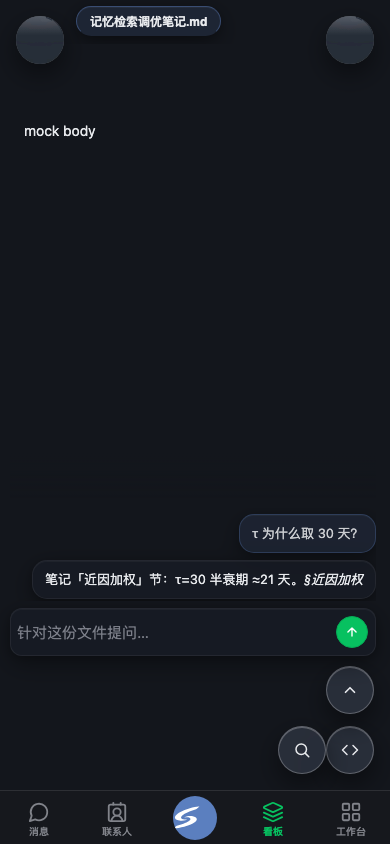 记忆检索调优笔记.md
mock body
τ 为什么取 30 天?
笔记「近因加权」节：τ=30 半衰期 ≈21 天。§近因加权
针对这份文件提问...
消息
联系人
看板
工作台